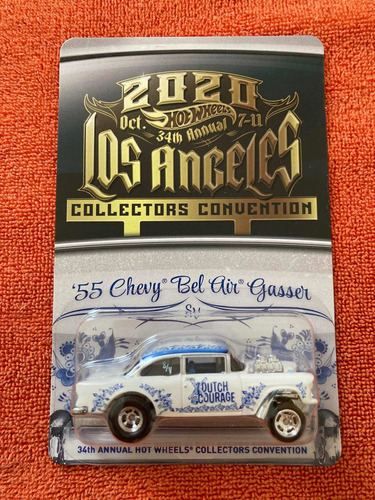 2020
Oct. Hot Wheels 7-11
34th Annual
Los Angeles
COLLECTORS CONVENTION
'55 Chevy® Bel Air® Gasser
DUTCH
COURAGE
34th ANNUAL HOT WHEELS® COLLECTORS CONVENTION